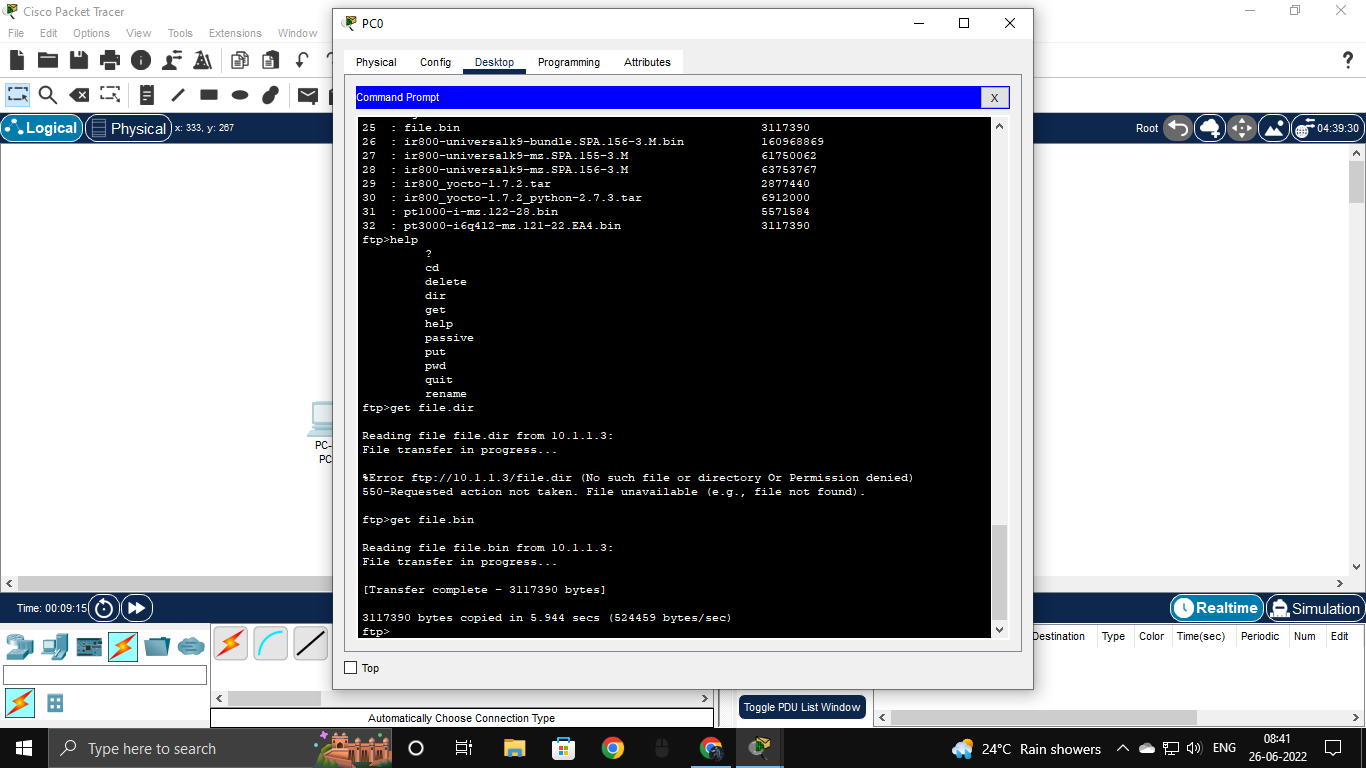 Cisco Packet Tracer
File Edit Options View Tools Extensions Window
PC0
Physical Config Desktop Programming Attributes
Command Prompt
X
Logical Physical x: 333, y: 267
Root 04:39:30
25 : file.bin 3117390
26 : ir800-universalk9-bundle.SPA.156-3.M.bin 160968869
27 : ir800-universalk9-mz.SPA.155-3.M 61750062
28 : ir800-universalk9-mz.SPA.156-3.M 63753767
29 : ir800_yocto-1.7.2.tar 2877440
30 : ir800_yocto-1.7.2_python-2.7.3.tar 6912000
31 : pt1000-i-mz.122-28.bin 5571584
32 : pt3000-i6q4l2-mz.121-22.EA4.bin 3117390
ftp>help
?
cd
delete
dir
get
help
passive
put
pwd
quit
rename
ftp>get file.dir
Reading file file.dir from 10.1.1.3:
File transfer in progress...
%Error ftp://10.1.1.3/file.dir (No such file or directory Or Permission denied)
550-Requested action not taken. File unavailable (e.g., file not found).
ftp>get file.bin
Reading file file.bin from 10.1.1.3:
File transfer in progress...
[Transfer complete - 3117390 bytes]
3117390 bytes copied in 5.944 secs (524459 bytes/sec)
ftp>
PC-
PC
Top
Time: 00:09:15
Realtime Simulation
Destination Type Color Time(sec) Periodic Num Edit
Toggle PDU List Window
Automatically Choose Connection Type
Type here to search
24°C Rain showers
ENG
08:41
26-06-2022